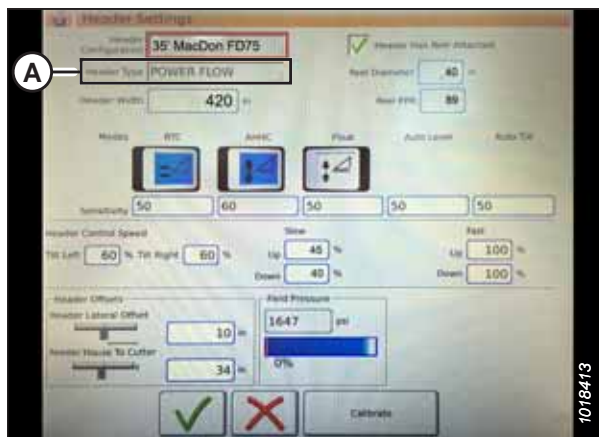 Header Settings
Header Configuration 35' MacDon FD75
Header Has Reel Attached
A
Header Type POWER FLOW
Reel Diameter 40 in
Header Width 420 in
Reel PPR 89
Modes RTC AHHC Float Auto Level Auto Tilt
Sensitivity 50 60 50 50 50
Header Control Speed
Slow
Fast
Tilt Left 60 % Tilt Right 60 %
Up 45 %
Up 100 %
Down 40 %
Down 100 %
Header Offsets
Header Lateral Offset
10 in
Feeder House To Cutter
34 in
Field Pressure
1647 psi
0%
Calibrate
1018413